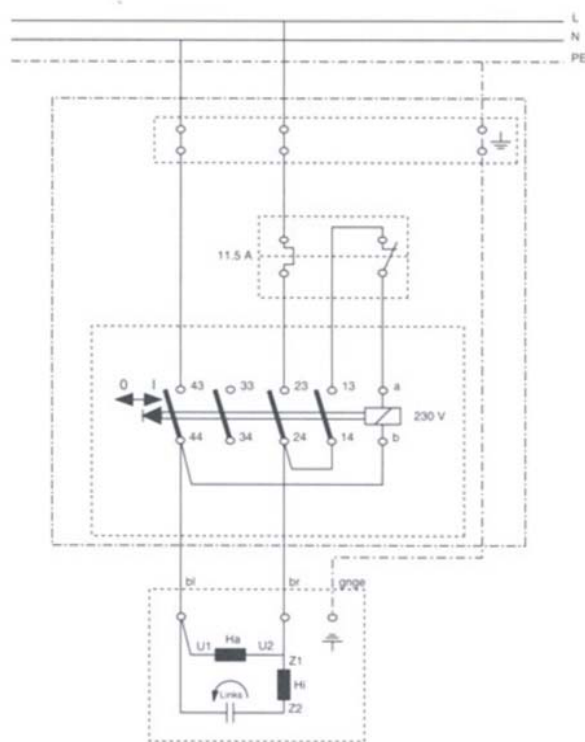 L
N
PE
11.5 A
0 I 43 33 23 13 a
230 V
44 34 24 14 b
bl br gnge
U1 Ha U2
Z1
Hi
Links
Z2